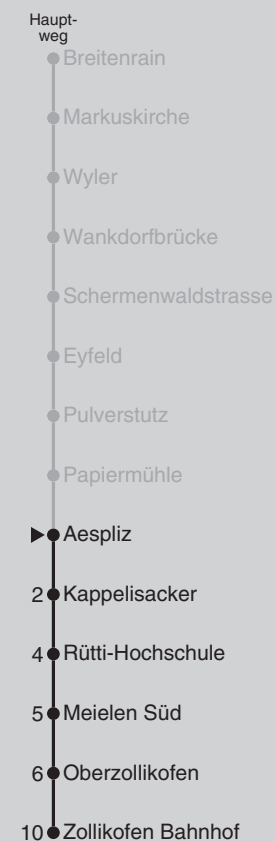 Haupt-
weg
Breitenrain
Markuskirche
Wyler
Wankdorfbrücke
Schermenwaldstrasse
Eyfeld
Pulverstutz
Papiermühle
Aespliz
2 Kappelisacker
4 Rütti-Hochschule
5 Meielen Süd
6 Oberzollikofen
10 Zollikofen Bahnhof